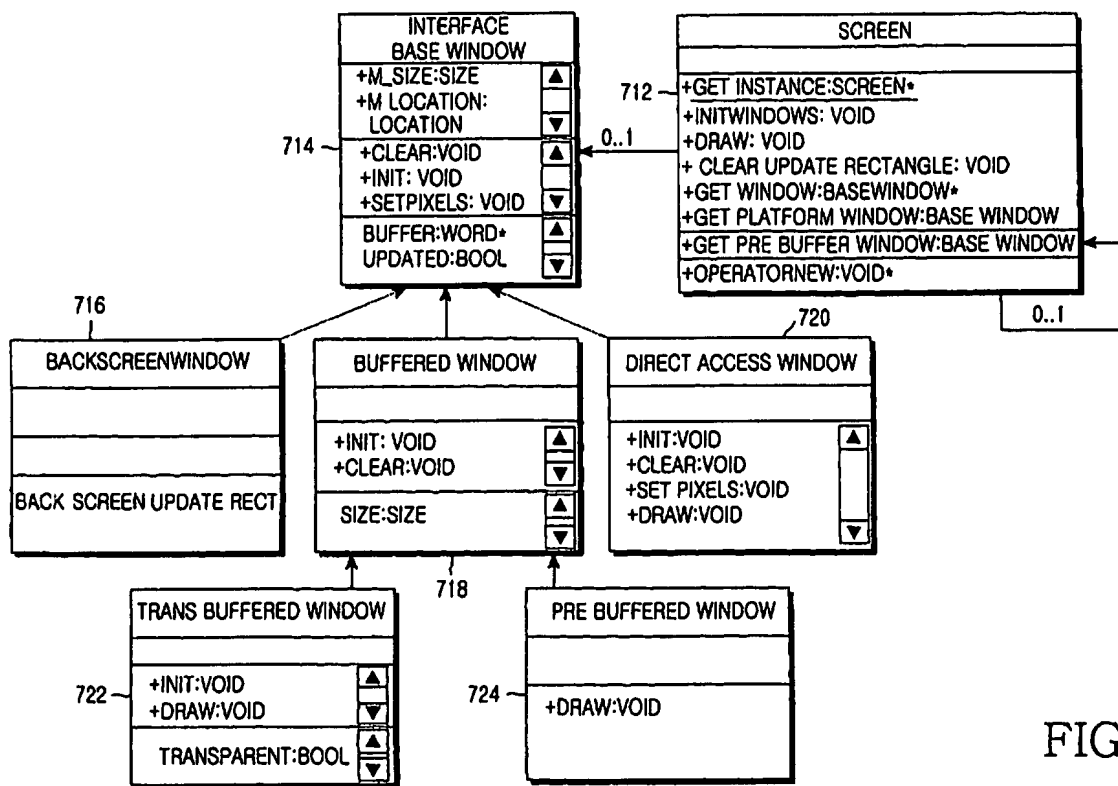 INTERFACE
BASE WINDOW
+M_SIZE:SIZE
+M LOCATION:
LOCATION
+CLEAR:VOID
+INIT: VOID
+SETPIXELS: VOID
BUFFER:WORD*
UPDATED:BOOL
714
0..1
SCREEN
712
+GET INSTANCE:SCREEN*
+INITWINDOWS: VOID
+DRAW: VOID
+ CLEAR UPDATE RECTANGLE: VOID
+GET WINDOW:BASEWINDOW*
+GET PLATFORM WINDOW:BASE WINDOW
+GET PRE BUFFER WINDOW:BASE WINDOW
+OPERATORNEW:VOID*
0..1
716
BACKSCREENWINDOW
BACK SCREEN UPDATE RECT
BUFFERED WINDOW
+INIT: VOID
+CLEAR:VOID
SIZE:SIZE
718
720
DIRECT ACCESS WINDOW
+INIT:VOID
+CLEAR:VOID
+SET PIXELS:VOID
+DRAW:VOID
TRANS BUFFERED WINDOW
722
+INIT:VOID
+DRAW:VOID
TRANSPARENT:BOOL
PRE BUFFERED WINDOW
724
+DRAW:VOID
FIG